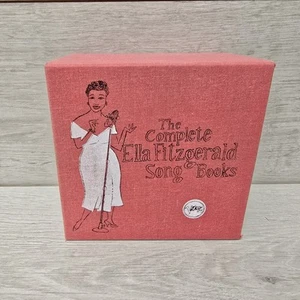 The
Complete
Ella Fitzgerald
Song Books